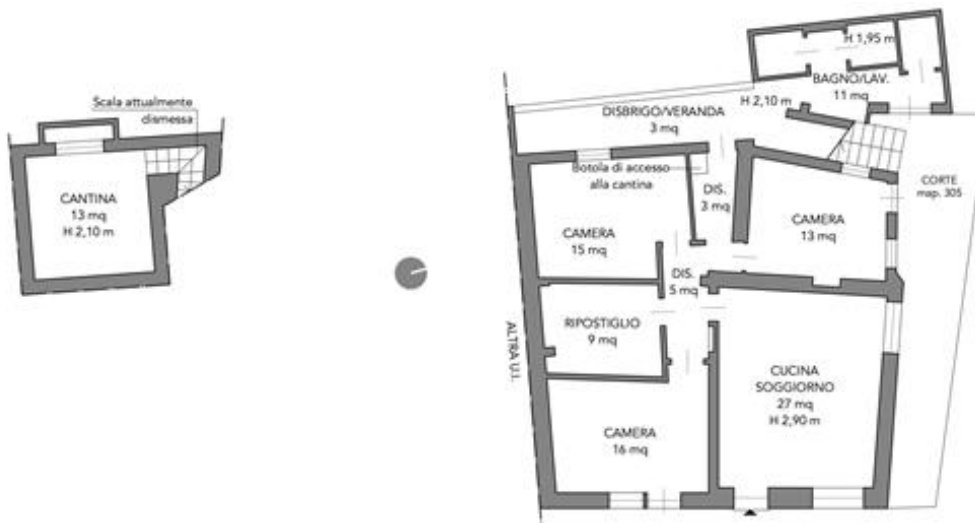 Scala attualmente
dismessa
CANTINA
13 mq
H 2,10 m
H 1,95 m
BAGNO/LAV.
11 mq
H 2,10 m
DISBRIGO/VERANDA
3 mq
Botola di accesso
alla cantina
DIS.
3 mq
CORTE
map. 305
CAMERA
15 mq
CAMERA
13 mq
DIS.
5 mq
RIPOSTIGLIO
9 mq
ALTRA U.I.
CUCINA
SOGGIORNO
27 mq
H 2,90 m
CAMERA
16 mq